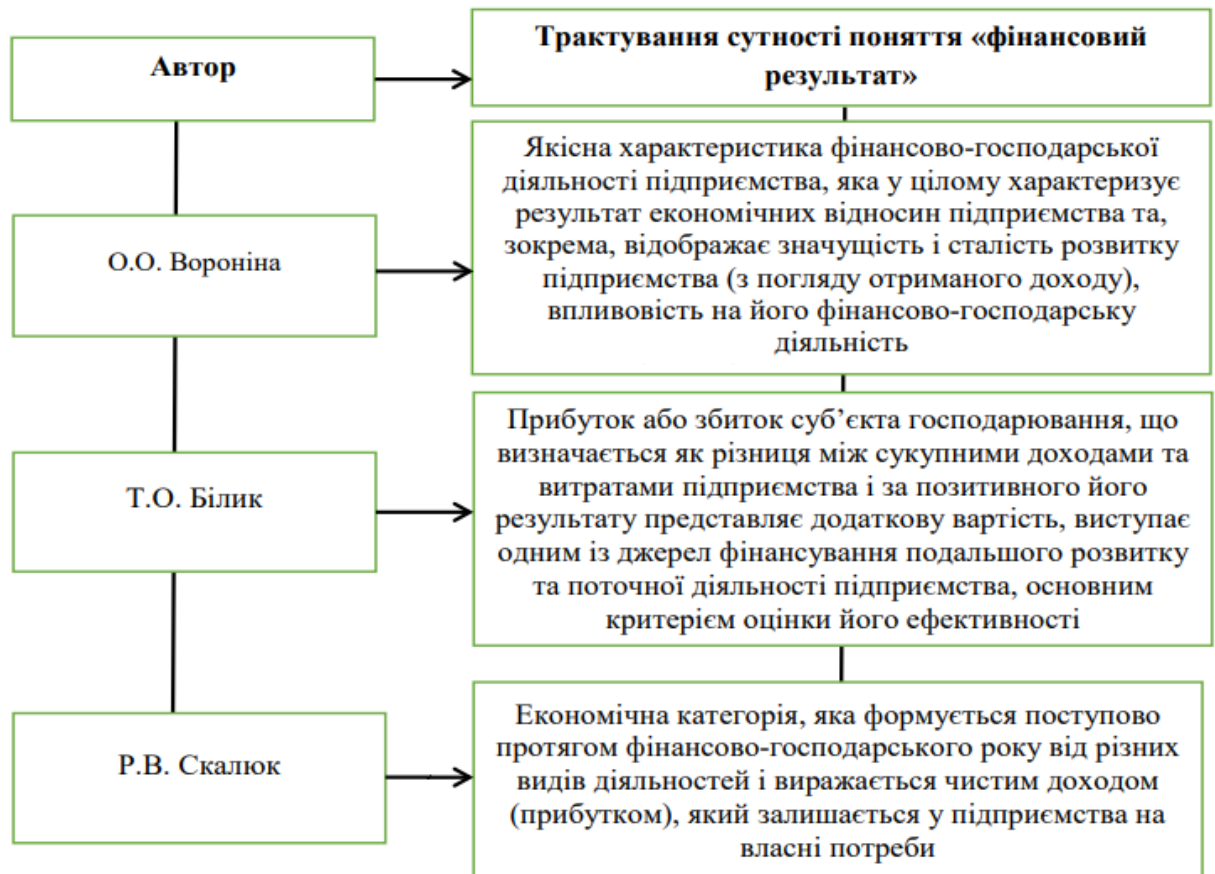 Автор
Трактування сутності поняття «фінансовий
результат»
О.О. Вороніна
Якісна характеристика фінансово-господарської
діяльності підприємства, яка у цілому характеризує
результат економічних відносин підприємства та,
зокрема, відображає значущість і сталість розвитку
підприємства (з погляду отриманого доходу),
впливовість на його фінансово-господарську
діяльність
Т.О. Білик
Прибуток або збиток суб’єкта господарювання, що
визначається як різниця між сукупними доходами та
витратами підприємства і за позитивного його
результату представляє додаткову вартість, виступає
одним із джерел фінансування подальшого розвитку
та поточної діяльності підприємства, основним
критерієм оцінки його ефективності
Р.В. Скалюк
Економічна категорія, яка формується поступово
протягом фінансово-господарського року від різних
видів діяльностей і виражається чистим доходом
(прибутком), який залишається у підприємства на
власні потреби